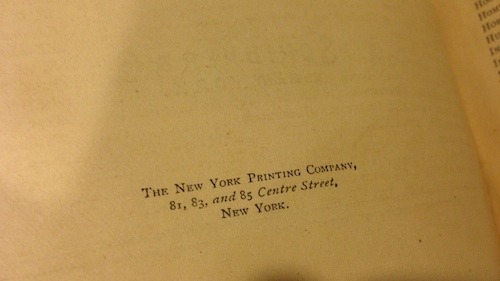 THE NEW YORK PRINTING COMPANY,
81, 83, and 85 Centre Street,
NEW YORK.